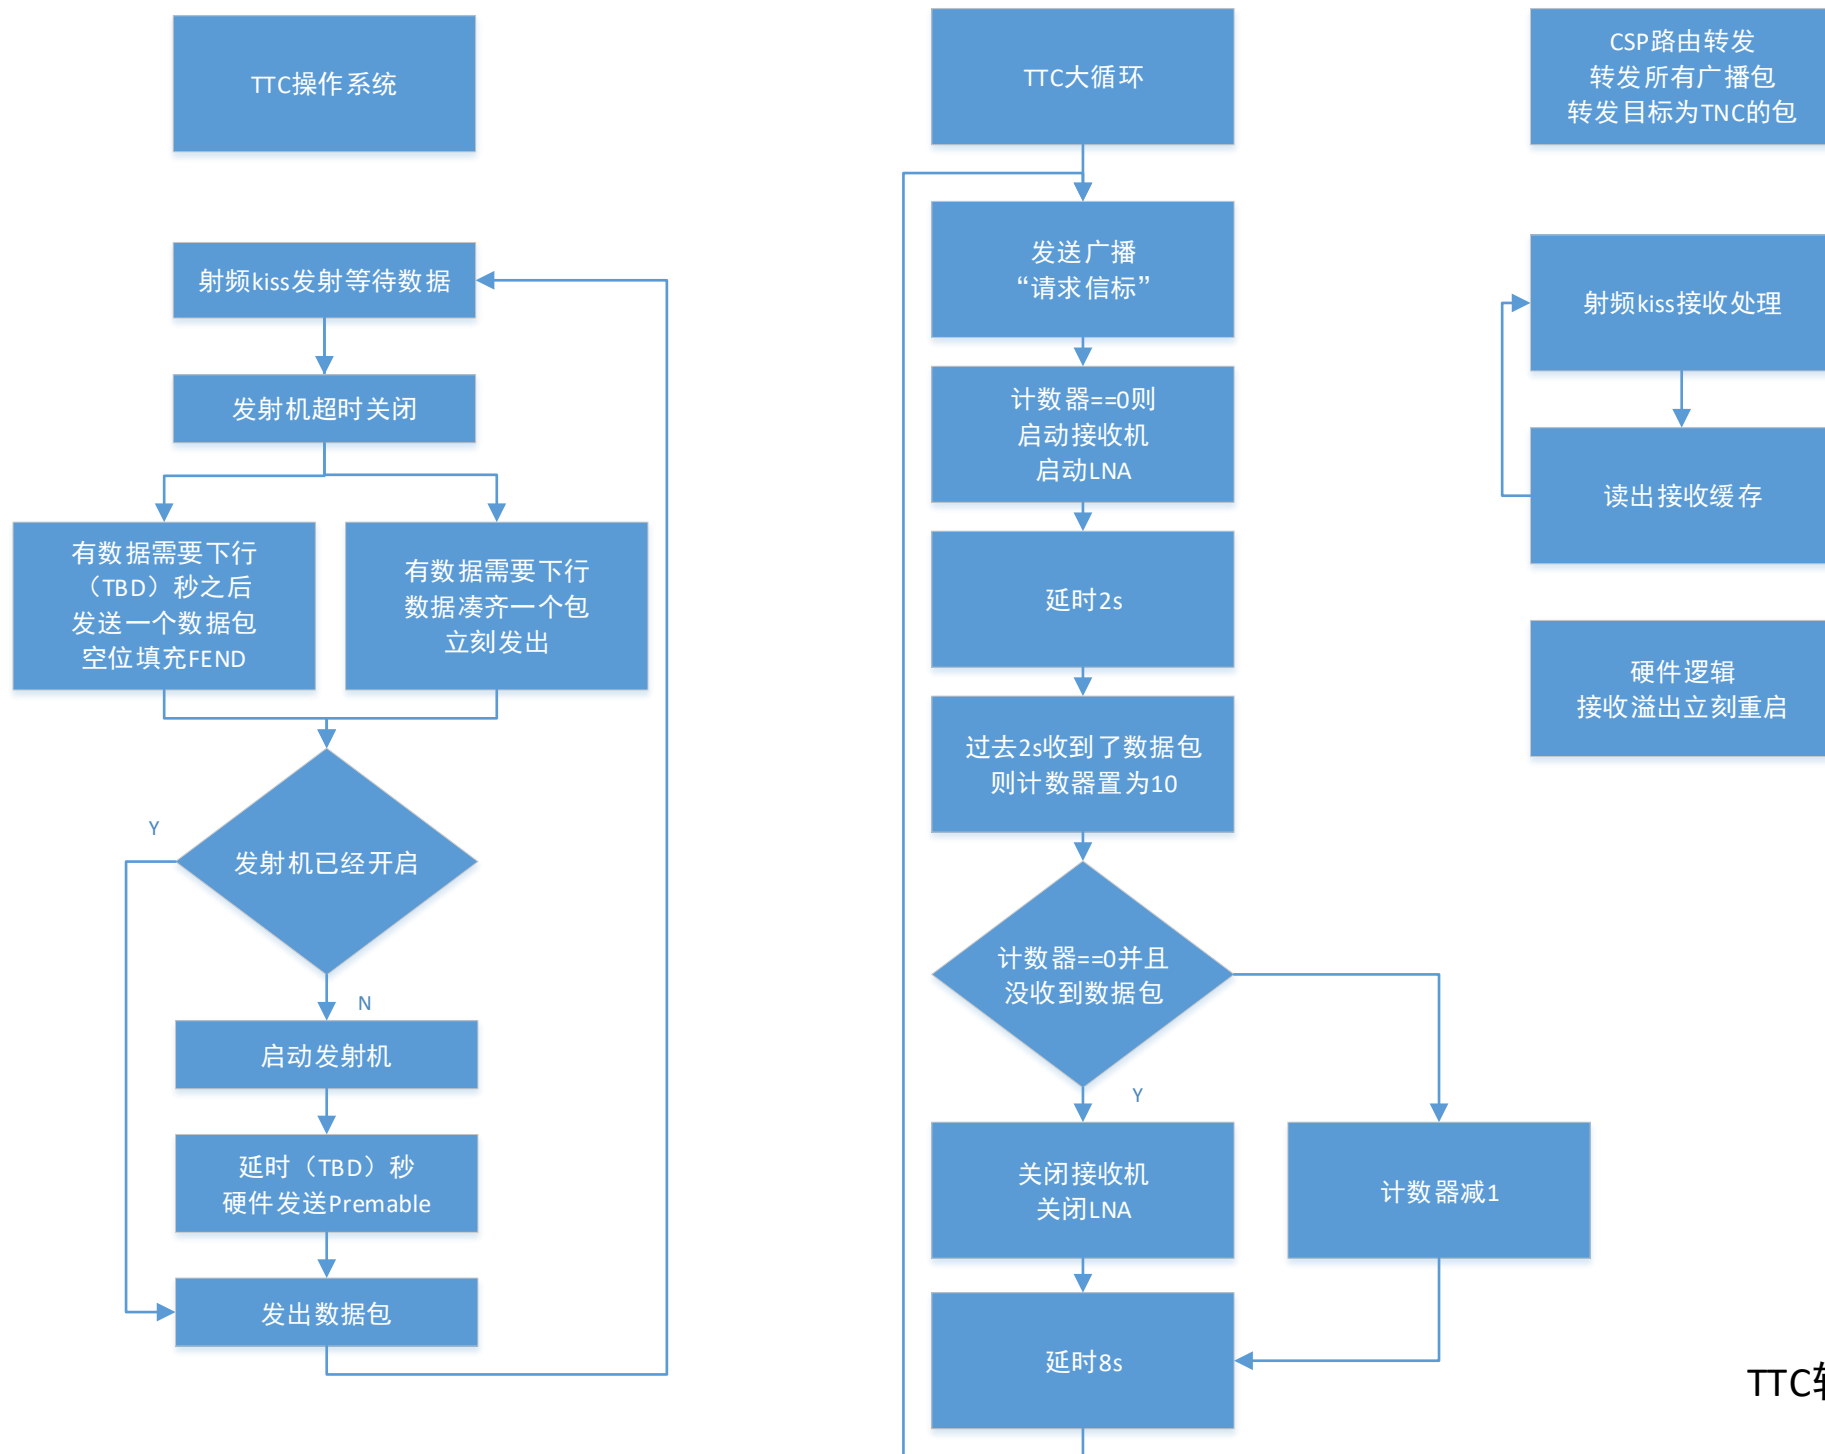 TTC操作系统
射频kiss发射等待数据
发射机超时关闭
有数据需要下行
（TBD）秒之后
发送一个数据包
空位填充FEND
有数据需要下行
数据凑齐一个包
立刻发出
Y
发射机已经开启
N
启动发射机
延时（TBD）秒
硬件发送Premable
发出数据包
TTC大循环
发送广播
“请求信标”
计数器==0则
启动接收机
启动LNA
延时2s
过去2s收到了数据包
则计数器置为10
计数器==0并且
没收到数据包
Y
关闭接收机
关闭LNA
计数器减1
延时8s
CSP路由转发
转发所有广播包
转发目标为TNC的包
射频kiss接收处理
读出接收缓存
硬件逻辑
接收溢出立刻重启
TTC